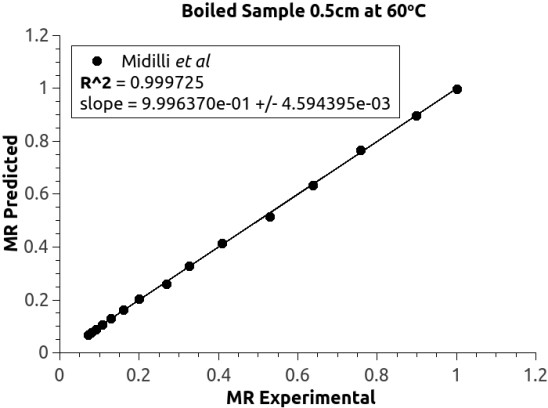 Boiled Sample 0.5cm at 60ºC
1.2
1
0.8
0.6
0.4
0.2
0
MR Predicted
Midilli et al
R^2 = 0.999725
slope = 9.996370e-01 +/- 4.594395e-03
0 0.2 0.4 0.6 0.8 1 1.2
MR Experimental